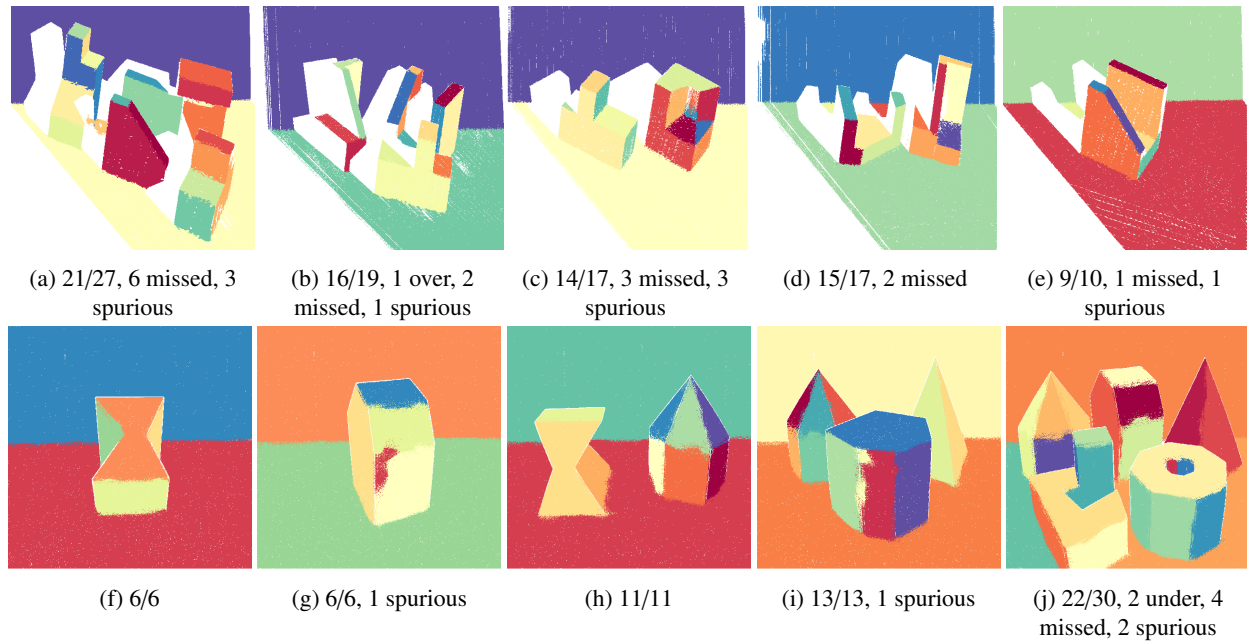 (a) 21/27, 6 missed, 3
spurious
(b) 16/19, 1 over, 2
missed, 1 spurious
(c) 14/17, 3 missed, 3
spurious
(d) 15/17, 2 missed
(e) 9/10, 1 missed, 1
spurious
(f) 6/6
(g) 6/6, 1 spurious
(h) 11/11
(i) 13/13, 1 spurious
(j) 22/30, 2 under, 4
missed, 2 spurious